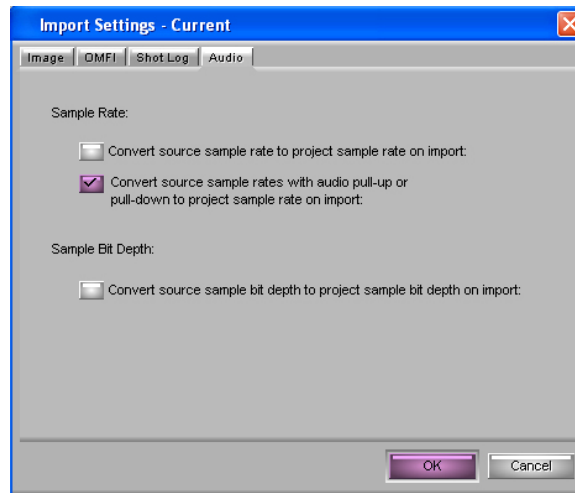 Import Settings - Current
Image OMFI Shot Log Audio
Sample Rate:
Convert source sample rate to project sample rate on import:
Convert source sample rates with audio pull-up or
pull-down to project sample rate on import:
Sample Bit Depth:
Convert source sample bit depth to project sample bit depth on import:
OK Cancel